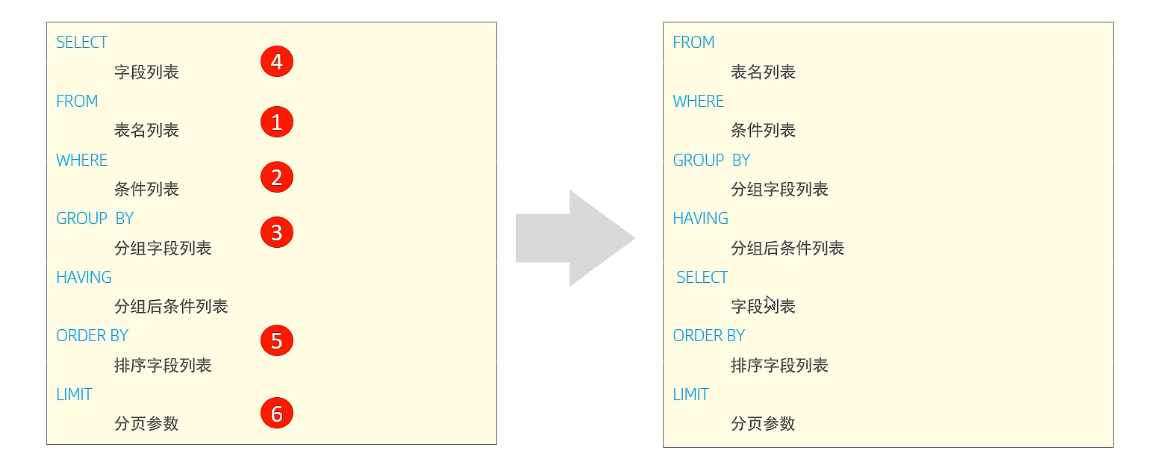 SELECT
字段列表
4
FROM
表名列表
1
WHERE
条件列表
2
GROUP BY
分组字段列表
3
HAVING
分组后条件列表
ORDER BY
排序字段列表
5
LIMIT
分页参数
6
FROM
表名列表
WHERE
条件列表
GROUP BY
分组字段列表
HAVING
分组后条件列表
SELECT
字段列表
ORDER BY
排序字段列表
LIMIT
分页参数